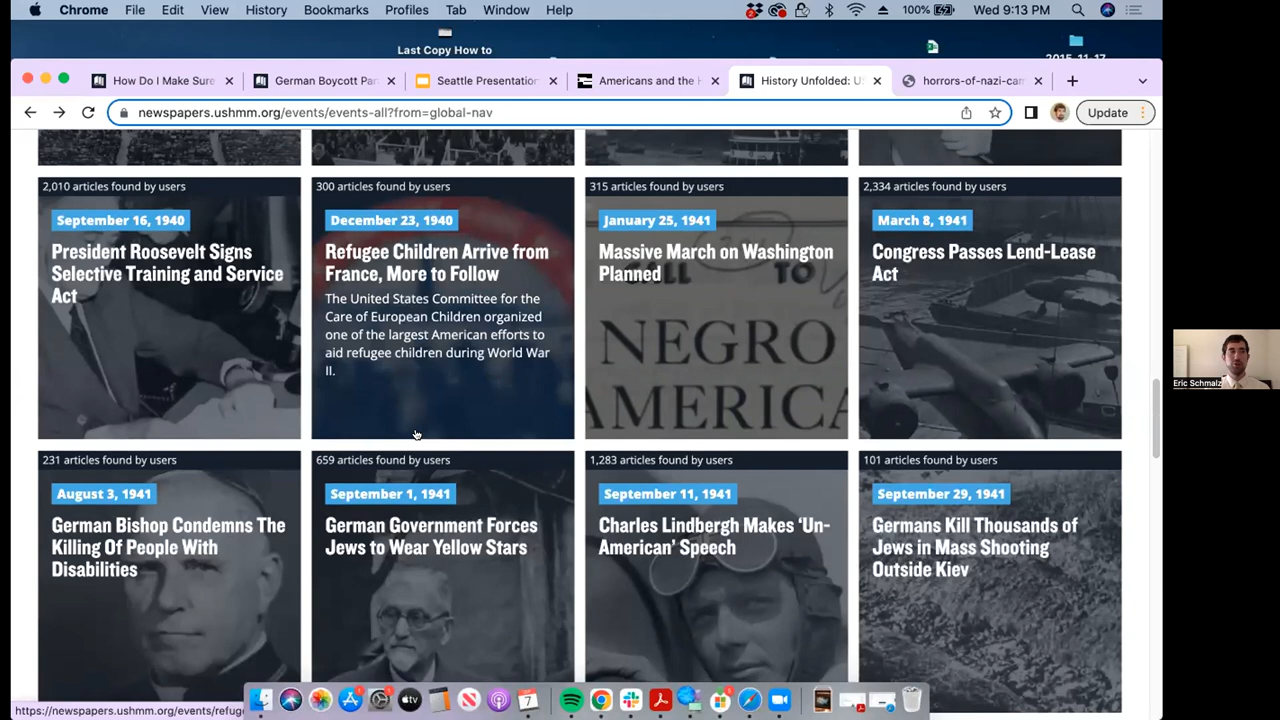 Chrome File Edit View History Bookmarks Profiles Tab Window Help 100% Wed 9:13 PM
Last Copy How to
2015-11-17
How Do I Make Sure German Boycott Par Seattle Presentation Americans and the H History Unfolded: US horrors-of-nazi-cam
newspapers.ushmm.org/events/events-all?from=global-nav Update
2,010 articles found by users
September 16, 1940
President Roosevelt Signs
Selective Training and Service
Act
300 articles found by users
December 23, 1940
Refugee Children Arrive from
France, More to Follow
The United States Committee for the
Care of European Children organized
one of the largest American efforts to
aid refugee children during World War
II.
315 articles found by users
January 25, 1941
Massive March on Washington
Planned
CALL TO
NEGRO
AMERICA
2,334 articles found by users
March 8, 1941
Congress Passes Lend-Lease
Act
231 articles found by users
August 3, 1941
German Bishop Condemns The
Killing Of People With
Disabilities
659 articles found by users
September 1, 1941
German Government Forces
Jews to Wear Yellow Stars
1,283 articles found by users
September 11, 1941
Charles Lindbergh Makes ‘Un-
American’ Speech
101 articles found by users
September 29, 1941
Germans Kill Thousands of
Jews in Mass Shooting
Outside Kiev
https://newspapers.ushmm.org/events/refuge
Eric Schmalz